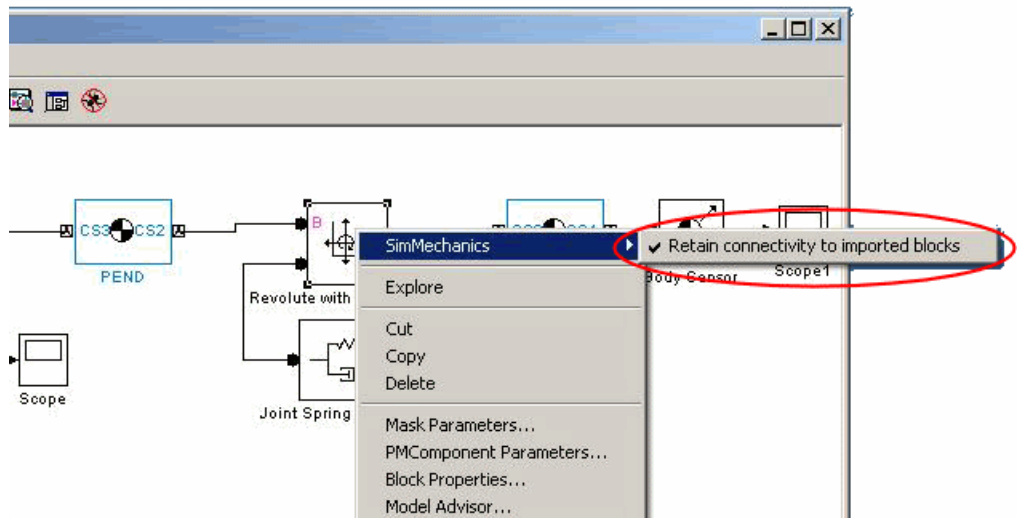 CS3 CS2
PEND
B
Revolute with
Joint Spring
Scope
Body Sensor
Scope1
SimMechanics
✔ Retain connectivity to imported blocks
Explore
Cut
Copy
Delete
Mask Parameters...
PMComponent Parameters...
Block Properties...
Model Advisor...